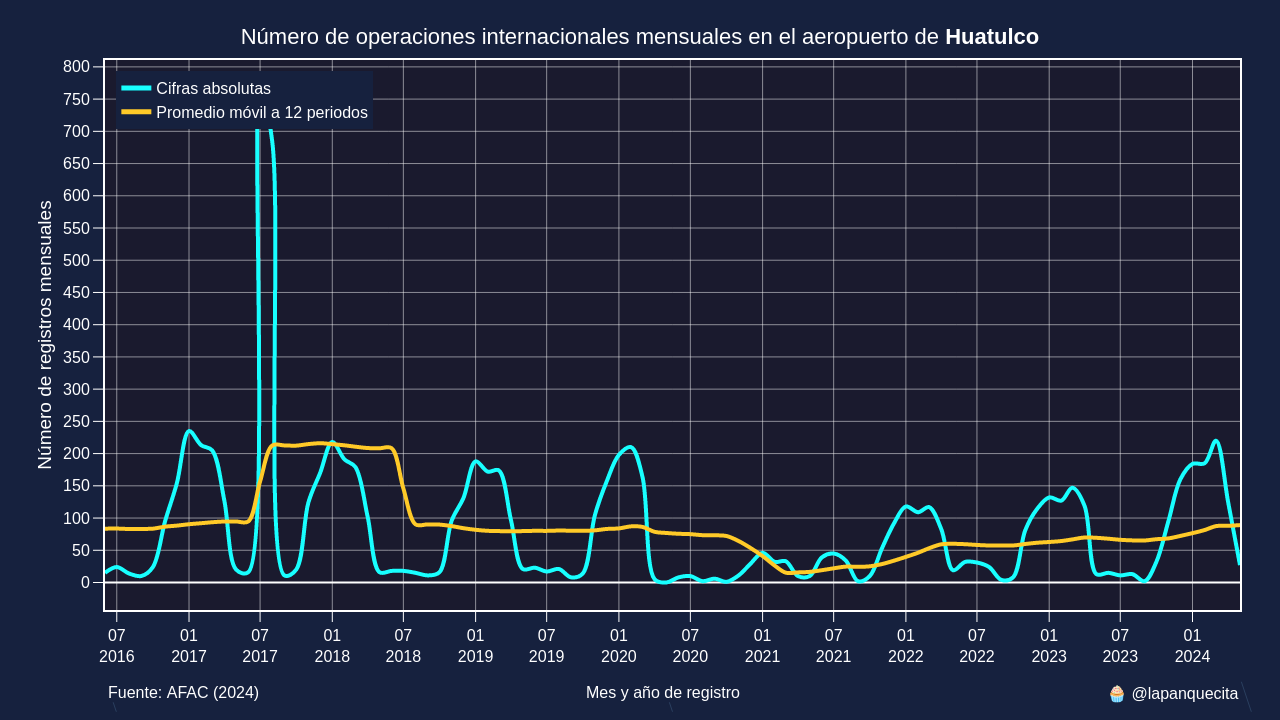 Número de operaciones internacionales mensuales en el aeropuerto de Huatulco
Cifras absolutas
Promedio móvil a 12 periodos
Número de registros mensuales
800
750
700
650
600
550
500
450
400
350
300
250
200
150
100
50
0
07 01 07 01 07 01 07 01 07 01 07 01 07 01 07 01
2016 2017 2017 2018 2018 2019 2019 2020 2020 2021 2021 2022 2022 2023 2023 2024
Fuente: AFAC (2024)
Mes y año de registro
🧁 @lapanquecita